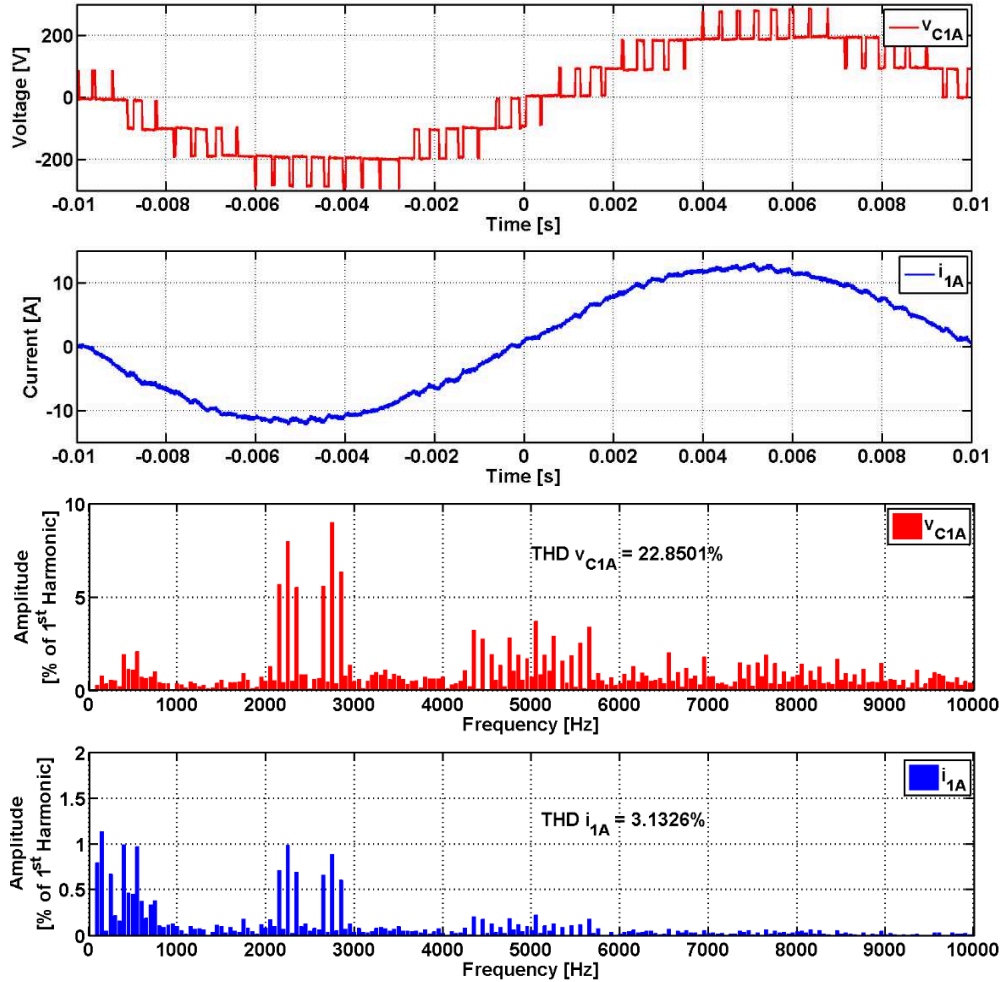 Voltage [V]
200
0
-200
v_C1A
-0.01 -0.008 -0.006 -0.004 -0.002 0 0.002 0.004 0.006 0.008 0.01
Time [s]
Current [A]
10
0
-10
i_1A
-0.01 -0.008 -0.006 -0.004 -0.002 0 0.002 0.004 0.006 0.008 0.01
Time [s]
Amplitude
[% of 1st Harmonic]
10
5
0
v_C1A
THD v_C1A = 22.8501%
0 1000 2000 3000 4000 5000 6000 7000 8000 9000 10000
Frequency [Hz]
Amplitude
[% of 1st Harmonic]
2
1.5
1
0.5
0
i_1A
THD i_1A = 3.1326%
0 1000 2000 3000 4000 5000 6000 7000 8000 9000 10000
Frequency [Hz]